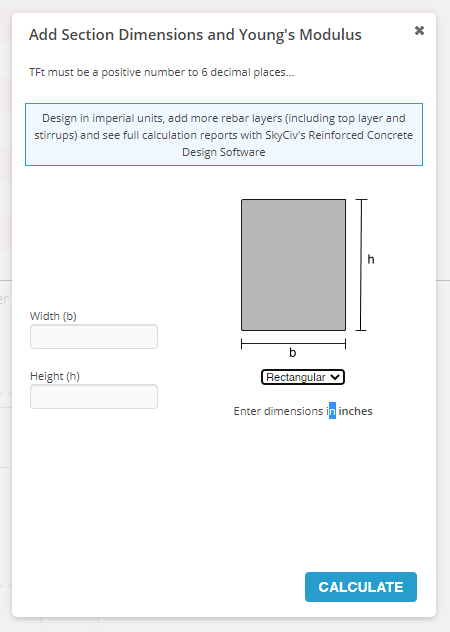 Add Section Dimensions and Young's Modulus
✖
TFt must be a positive number to 6 decimal places...
Design in imperial units, add more rebar layers (including top layer and
stirrups) and see full calculation reports with SkyCiv's Reinforced Concrete
Design Software
h
b
Width (b)
Height (h)
Rectangular
Enter dimensions in inches
CALCULATE
er